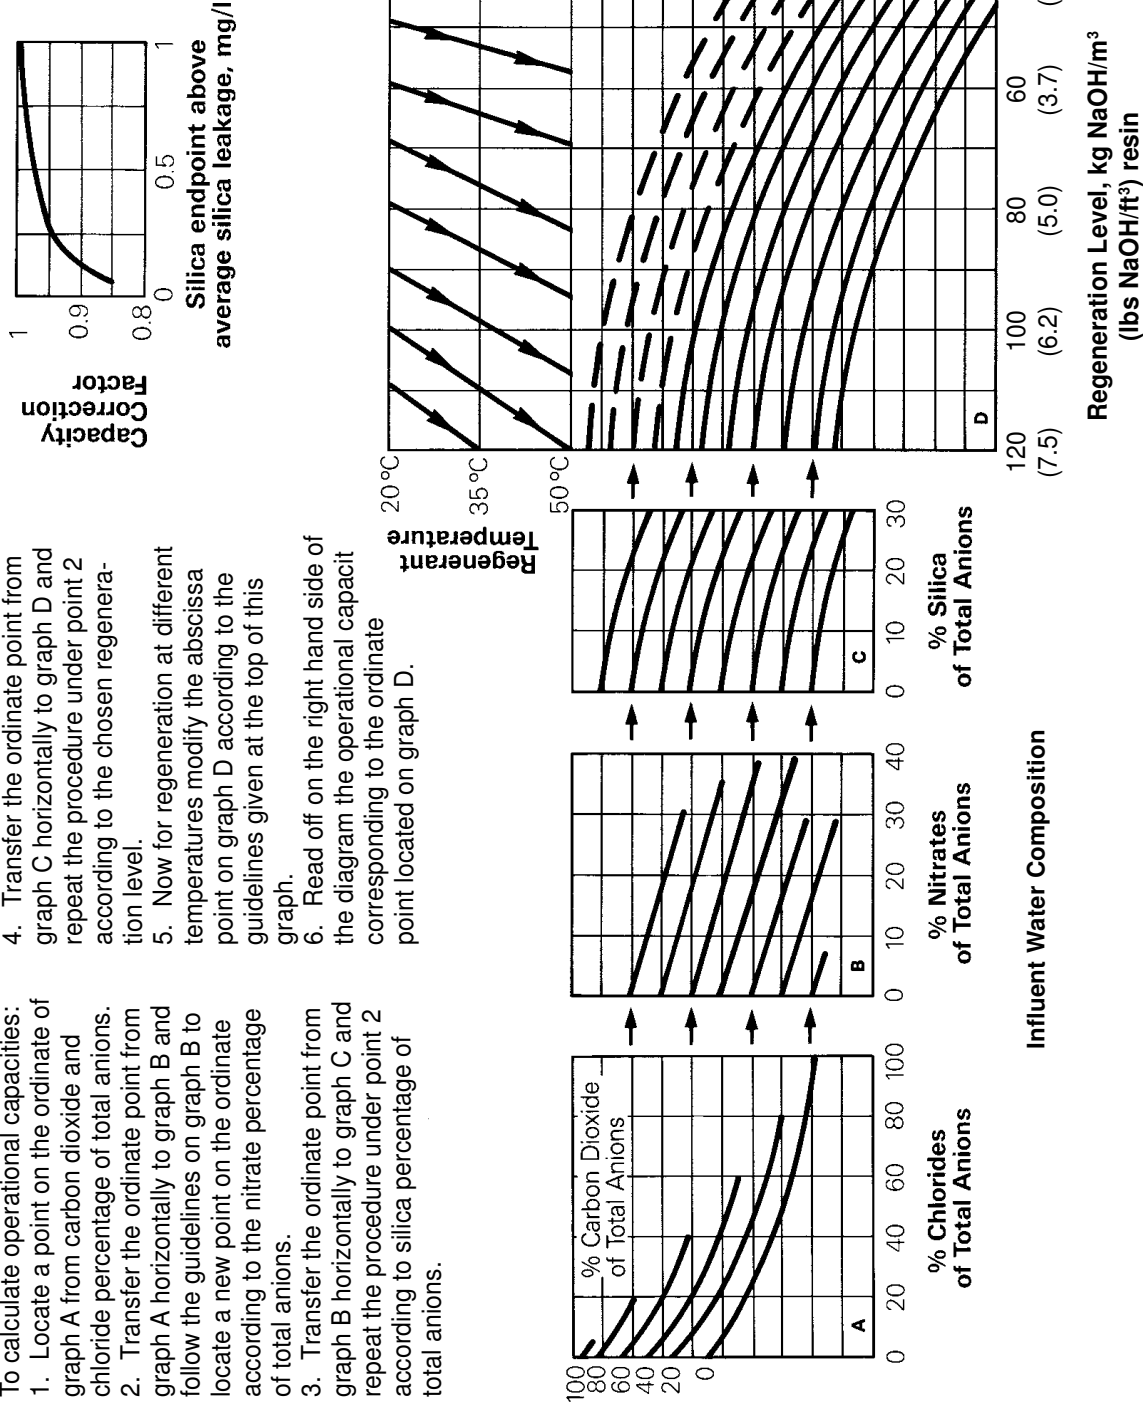 To calculate operational capacities:
1. Locate a point on the ordinate of
graph A from carbon dioxide and
chloride percentage of total anions.
2. Transfer the ordinate point from
graph A horizontally to graph B and
follow the guidelines on graph B to
locate a new point on the ordinate
according to the nitrate percentage
of total anions.
3. Transfer the ordinate point from
graph B horizontally to graph C and
repeat the procedure under point 2
according to silica percentage of
total anions.
4. Transfer the ordinate point from
graph C horizontally to graph D and
repeat the procedure under point 2
according to the chosen regenera-
tion level.
5. Now for regeneration at different
temperatures modify the abscissa
point on graph D according to the
guidelines given at the top of this
graph.
6. Read off on the right hand side of
the diagram the operational capacit
corresponding to the ordinate
point located on graph D.
Capacity
Correction
Factor
1
0.9
0.8
0 0.5 1
Silica endpoint above
average silica leakage, mg/l
Regenerant
Temperature
20 ºC
35 ºC
50 ºC
% Carbon Dioxide
of Total Anions
100
80
60
40
20
0
A
0 20 40 60 80 100
% Chlorides
of Total Anions
B
0 10 20 30 40
% Nitrates
of Total Anions
C
0 10 20 30
% Silica
of Total Anions
D
120 100 80 60
(7.5) (6.2) (5.0) (3.7) (
Influent Water Composition
Regeneration Level, kg NaOH/m³
(lbs NaOH/ft³) resin